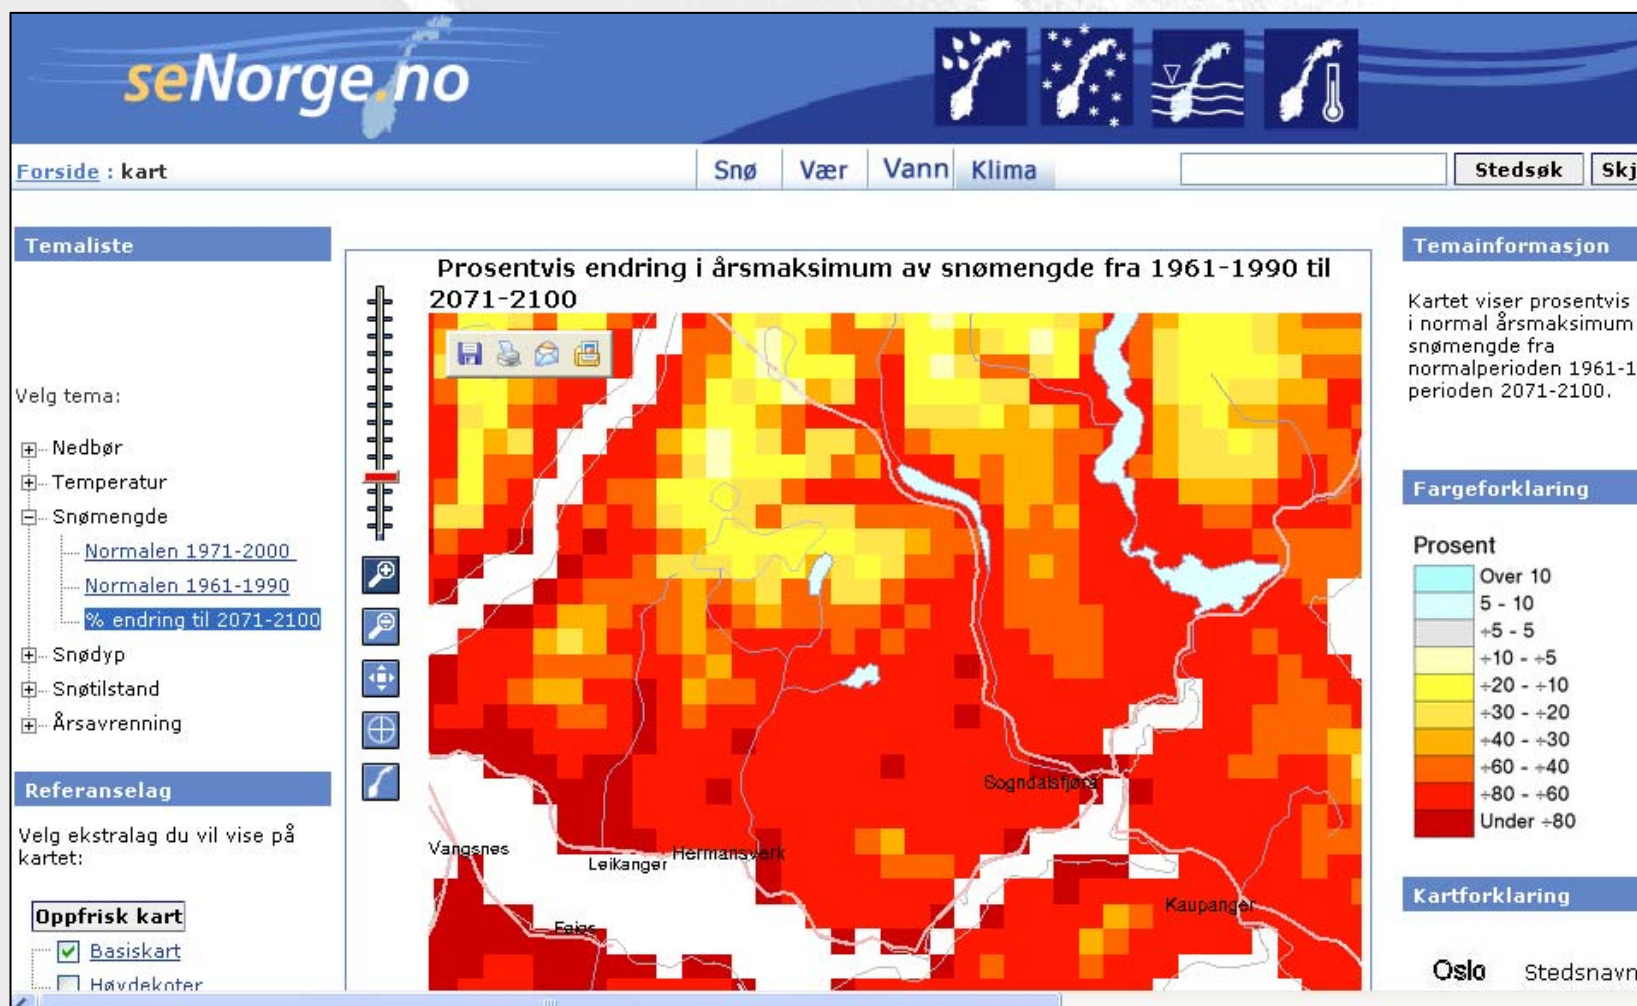 seNorge.no
Forside : kart
Snø Vær Vann Klima
Stedsøk
Skj
Temaliste
Velg tema:
Nedbør
Temperatur
Snømengde
Normalen 1971-2000
Normalen 1961-1990
% endring til 2071-2100
Snødyp
Snøtilstand
Årsavrenning
Referanselag
Velg ekstralag du vil vise på
kartet:
Oppfrisk kart
Basiskart
Høydekoter
Prosentvis endring i årsmaksimum av snømengde fra 1961-1990 til
2071-2100
Sogndalsfjøra
Vangsnes
Leikanger
Hermansverk
Kaupanger
Temainformasjon
Kartet viser prosentvis
i normal årsmaksimum
snømengde fra
normalperioden 1961-1
perioden 2071-2100.
Fargeforklaring
Prosent
Over 10
5 - 10
÷5 - 5
÷10 - ÷5
÷20 - ÷10
÷30 - ÷20
÷40 - ÷30
÷60 - ÷40
÷80 - ÷60
Under ÷80
Kartforklaring
Oslo Stedsnavn